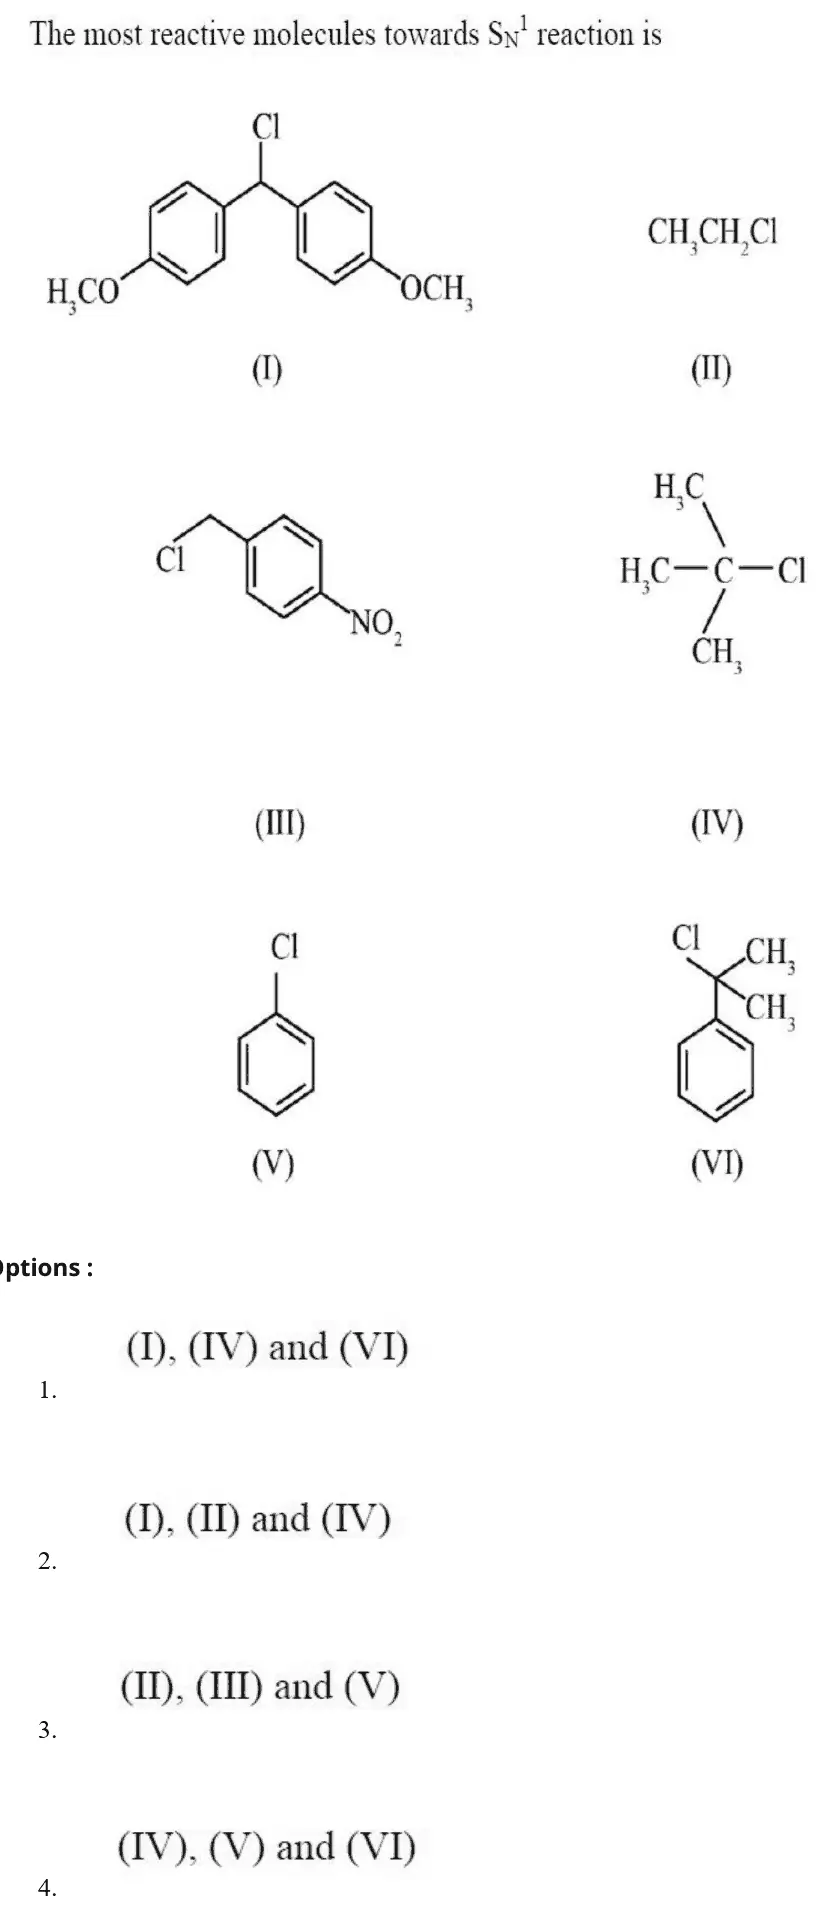 The most reactive molecules towards S_N^1 reaction is
Cl
H₃CO
OCH₃
CH₃CH₂Cl
(I)
(II)
H₃C
Cl
H₃C—C—Cl
NO₂
CH₃
(III)
(IV)
Cl
Cl
CH₃
CH₃
(V)
(VI)
ptions :
(I), (IV) and (VI)
1.
(I), (II) and (IV)
2.
(II), (III) and (V)
3.
(IV), (V) and (VI)
4.